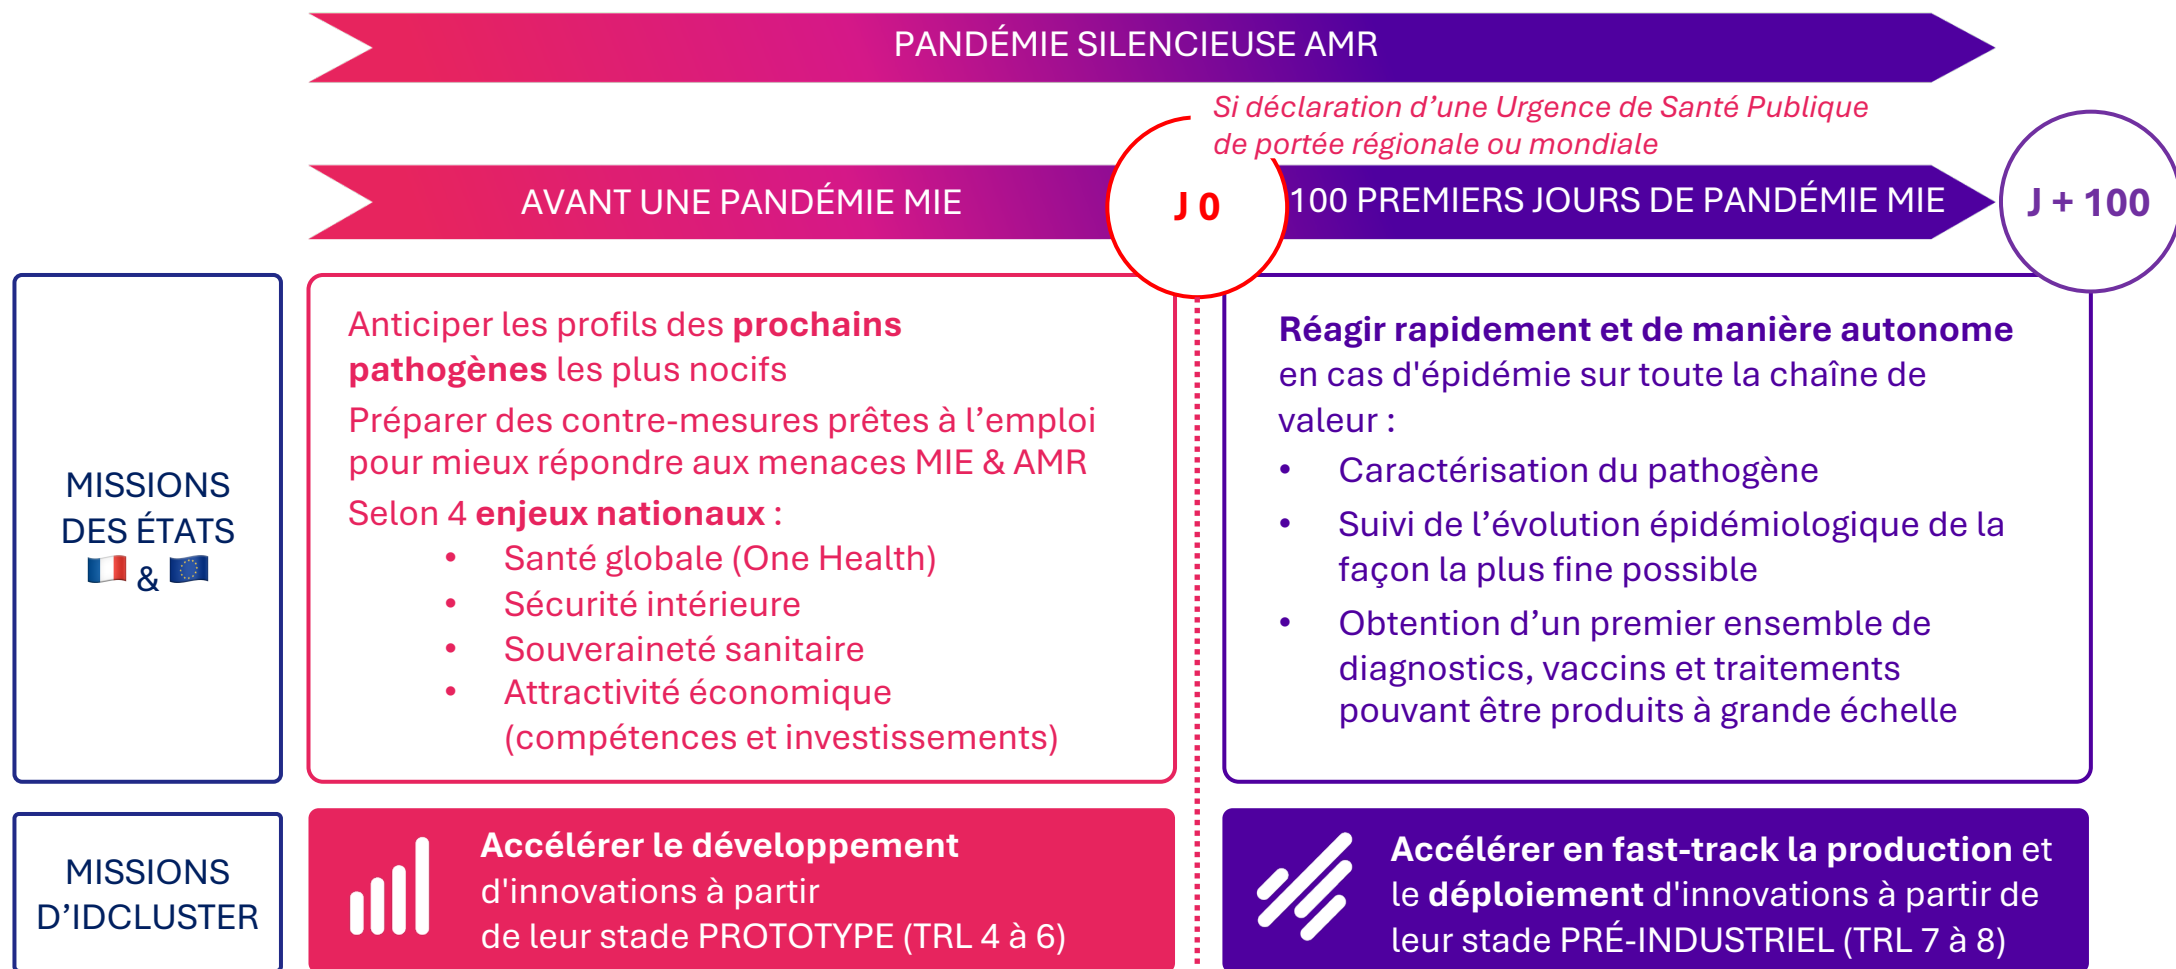 PANDÉMIE SILENCIEUSE AMR
Si déclaration d’une Urgence de Santé Publique
de portée régionale ou mondiale
AVANT UNE PANDÉMIE MIE
J 0
100 PREMIERS JOURS DE PANDÉMIE MIE
J + 100
MISSIONS
DES ÉTATS
&
Anticiper les profils des prochains
pathogènes les plus nocifs
Préparer des contre-mesures prêtes à l’emploi
pour mieux répondre aux menaces MIE & AMR
Selon 4 enjeux nationaux :
• Santé globale (One Health)
• Sécurité intérieure
• Souveraineté sanitaire
• Attractivité économique
(compétences et investissements)
Réagir rapidement et de manière autonome
en cas d'épidémie sur toute la chaîne de
valeur :
• Caractérisation du pathogène
• Suivi de l’évolution épidémiologique de la
façon la plus fine possible
• Obtention d’un premier ensemble de
diagnostics, vaccins et traitements
pouvant être produits à grande échelle
MISSIONS
D’IDCLUSTER
Accélérer le développement
d'innovations à partir
de leur stade PROTOTYPE (TRL 4 à 6)
Accélérer en fast-track la production et
le déploiement d'innovations à partir de
leur stade PRÉ-INDUSTRIEL (TRL 7 à 8)